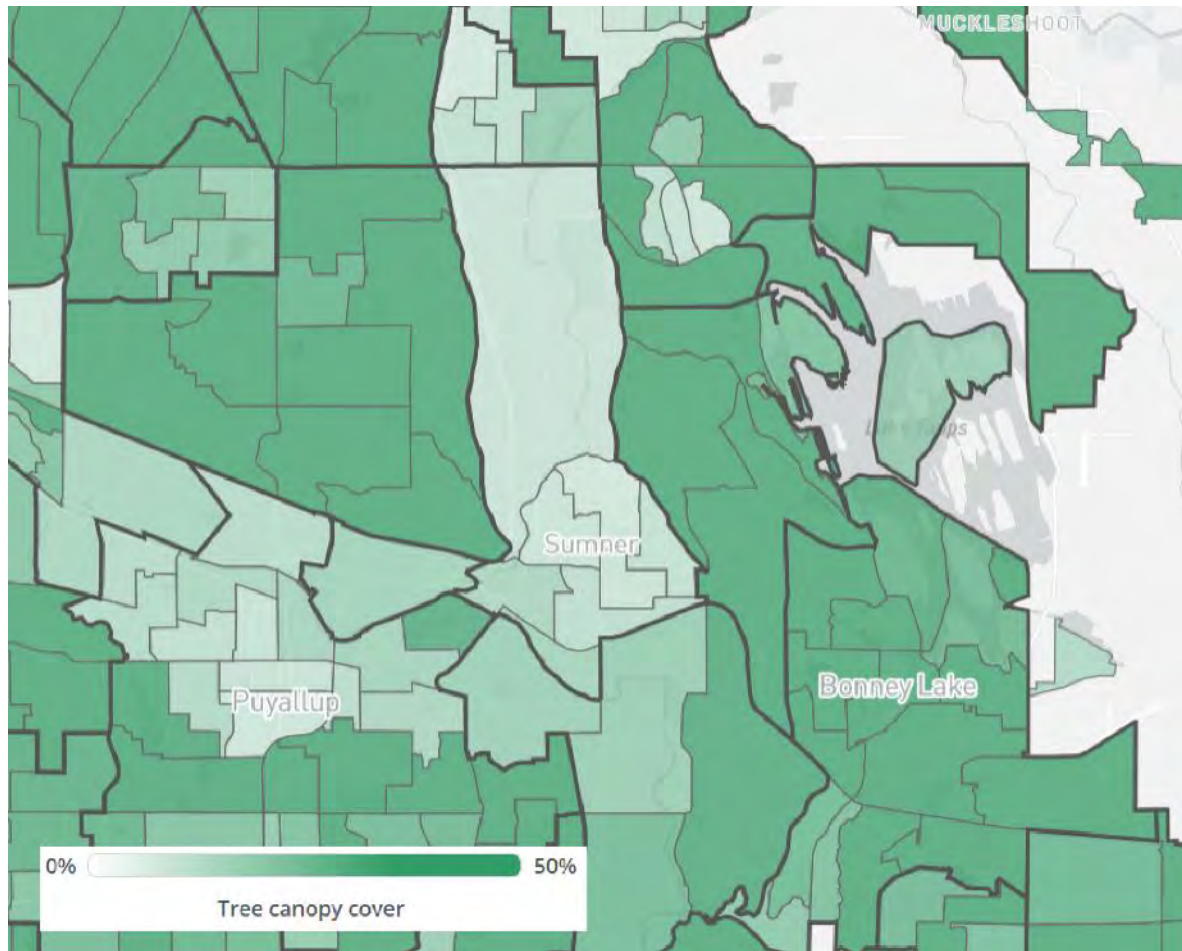 MUCKLESHOOT
Sumner
Puyallup
Bonney Lake
0%
50%
Tree canopy cover